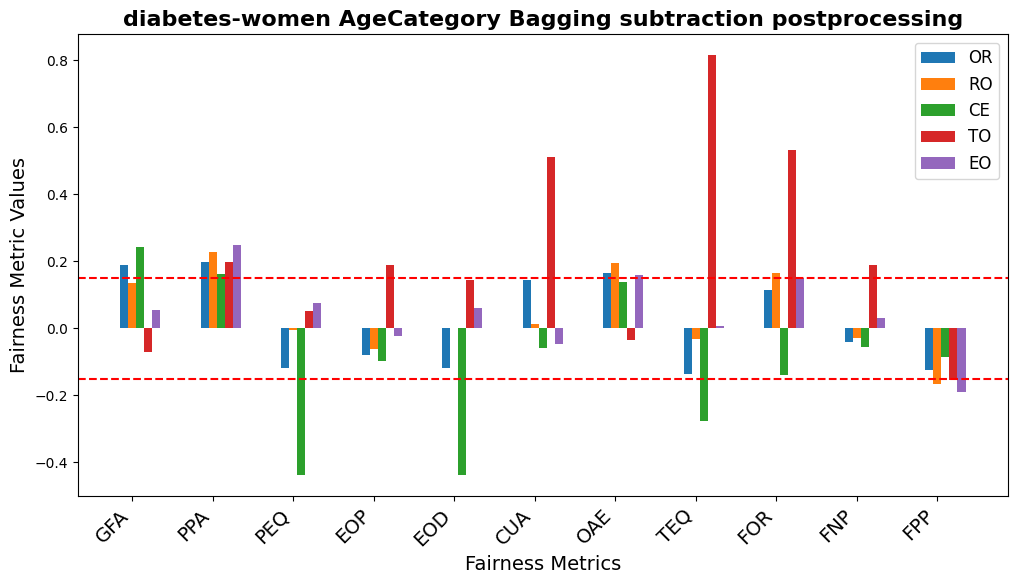 diabetes-women AgeCategory Bagging subtraction postprocessing
Fairness Metric Values
0.8
0.6
0.4
0.2
0.0
−0.2
−0.4
OR
RO
CE
TO
EO
GFA
PPA
PEQ
EOP
EOD
CUA
OAE
TEQ
FOR
FNP
FPP
Fairness Metrics